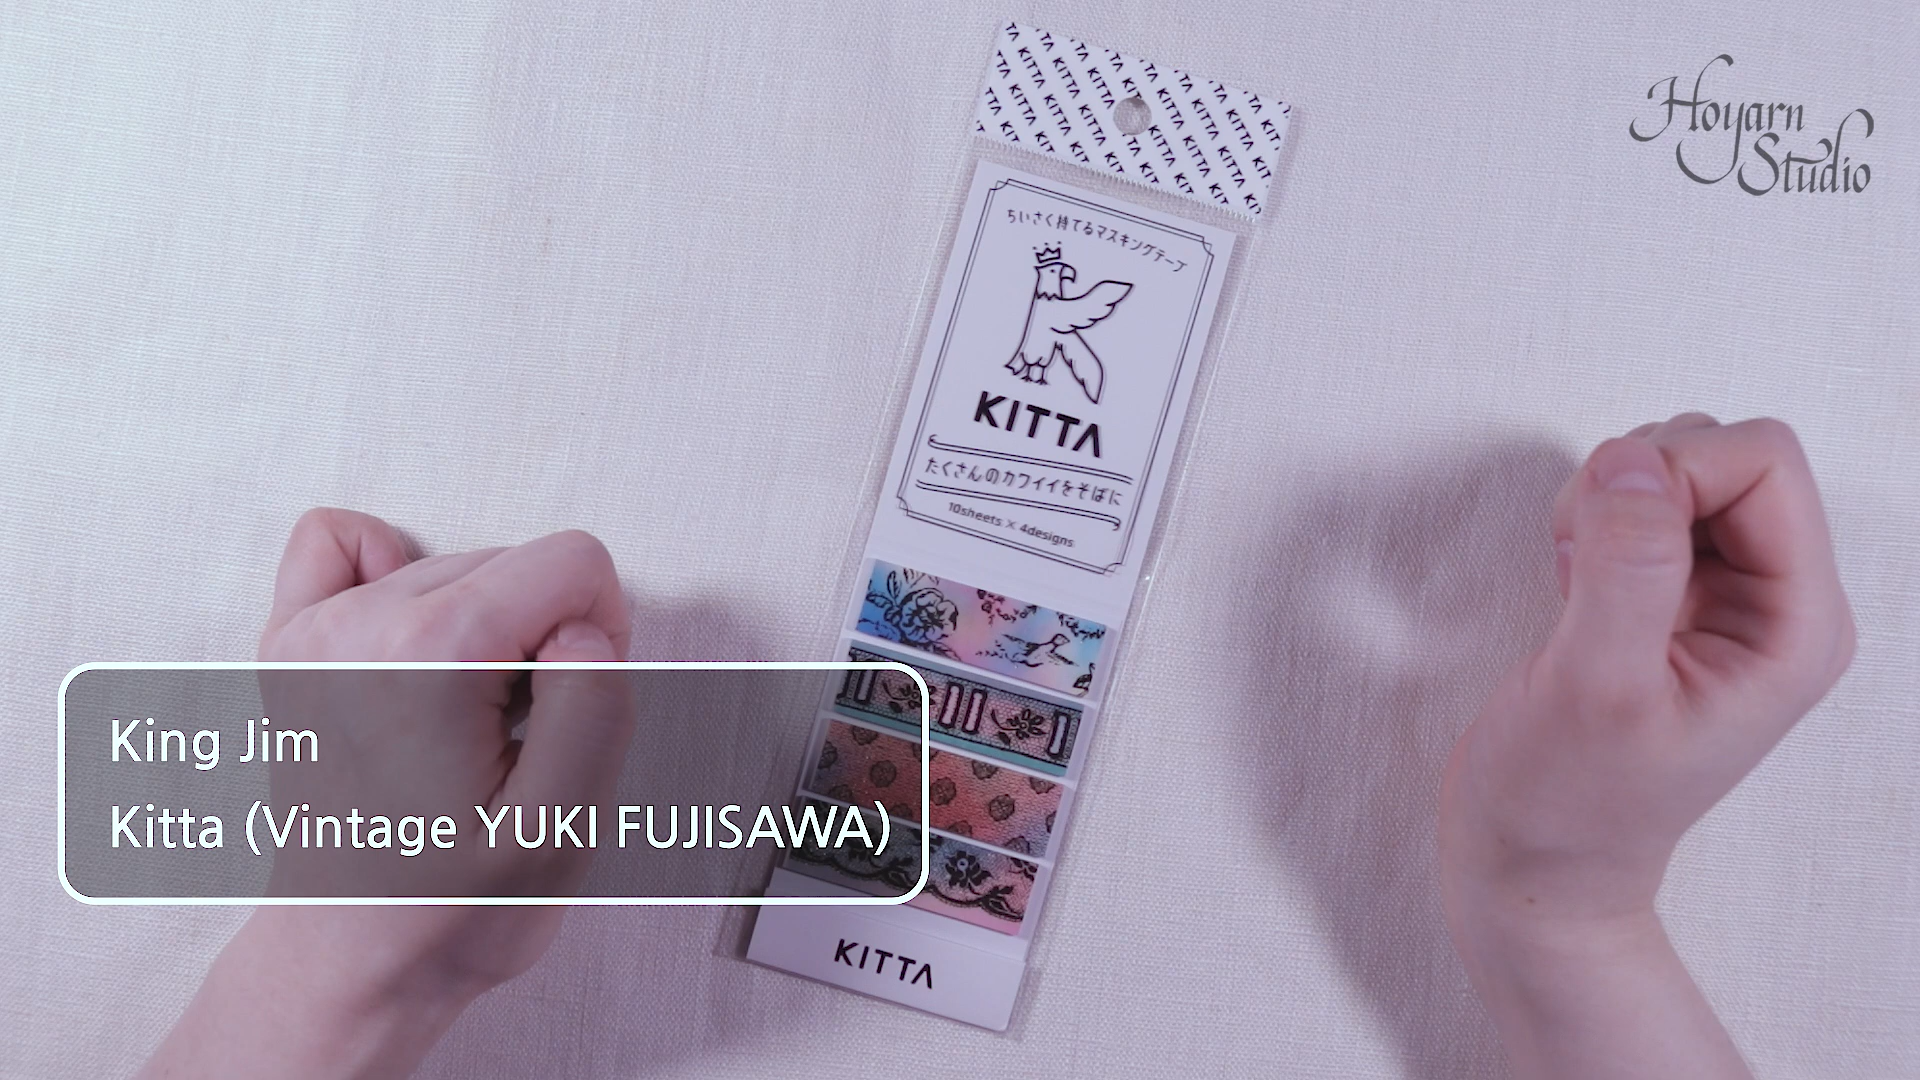 Hoyarn
Studio
KITTA KITTA KITTA KITTA KITTA
ちいさく持てるマスキングテープ
KITTA
たくさんのカワイイをそばに
10sheets × 4designs
King Jim
Kitta (Vintage YUKI FUJISAWA)
KITTA